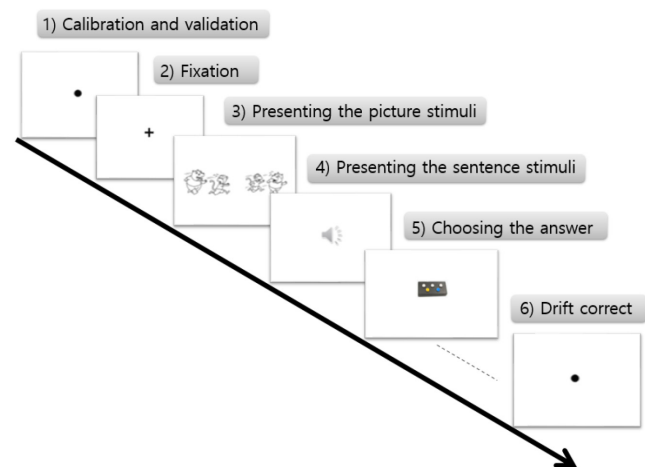 1) Calibration and validation
2) Fixation
3) Presenting the picture stimuli
4) Presenting the sentence stimuli
5) Choosing the answer
6) Drift correct